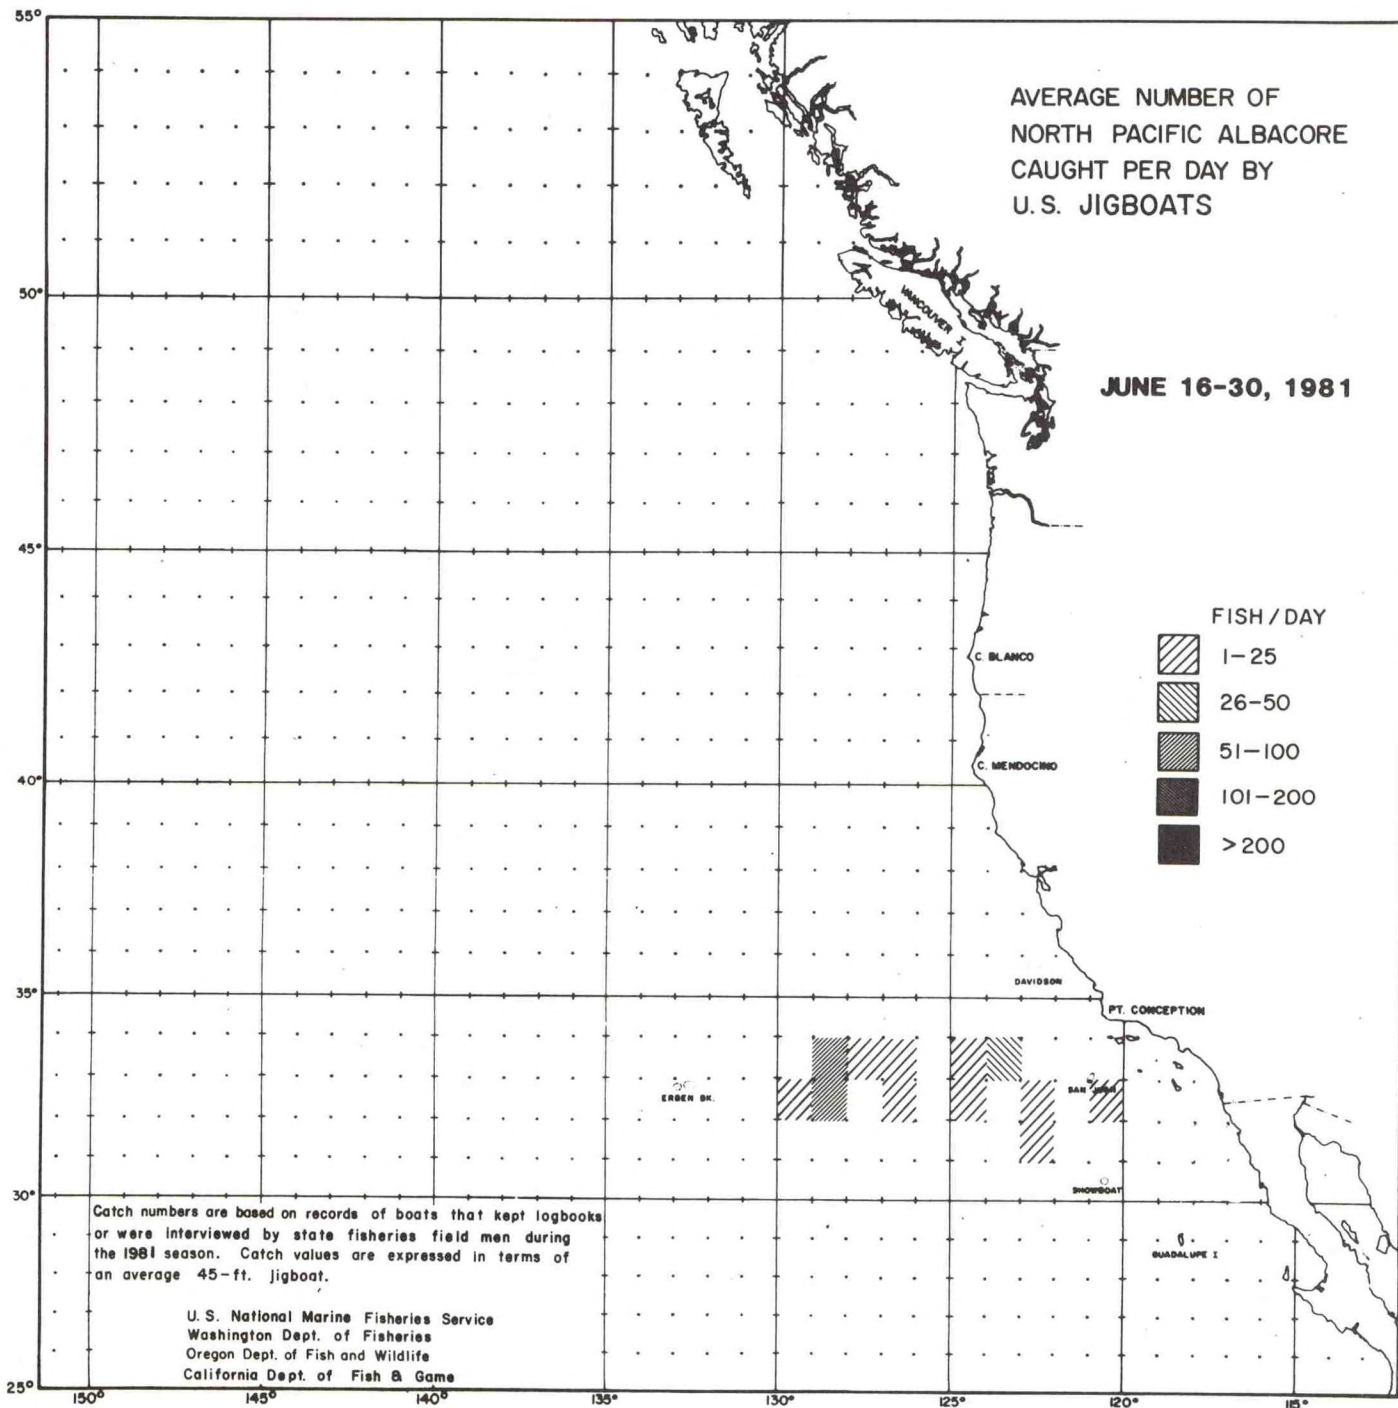 55°
AVERAGE NUMBER OF
NORTH PACIFIC ALBACORE
CAUGHT PER DAY BY
U.S. JIGBOATS
50°
VANCOUVER I.
JUNE 16-30, 1981
45°
FISH/DAY
1-25
C. BLANCO
26-50
51-100
C. MENDOCINO
40°
101-200
>200
DAVIDSON
35°
PT. CONCEPTION
ERBEN BK.
SAN JUAN
30°
SHOWBOAT
Catch numbers are based on records of boats that kept logbooks
or were interviewed by state fisheries field men during
the 1981 season. Catch values are expressed in terms of
an average 45-ft. jigboat.
GUADALUPE I
U.S. National Marine Fisheries Service
Washington Dept. of Fisheries
Oregon Dept. of Fish and Wildlife
California Dept. of Fish & Game
25°
150° 145° 140° 135° 130° 125° 120° 115°